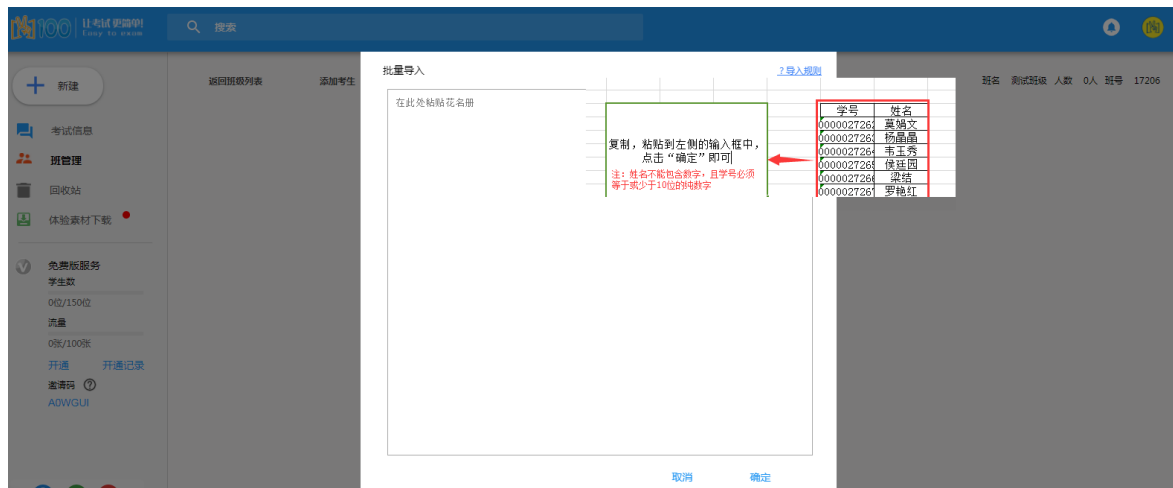 100 让考试更简单!
Easy to exam
搜索
新建
考试信息
班管理
回收站
体验素材下载
免费版服务
学生数
0位/150位
流量
0张/100张
开通 开通记录
邀请码
A0WGUI
返回班级列表 添加考生
班名 测试班级 人数 0人 班号 17206
批量导入
?导入规则
在此处粘贴花名册
复制,粘贴到左侧的输入框中,
点击“确定”即可
注:姓名不能包含数字,且学号必须
等于或少于10位的纯数字
学号 姓名
0000027262 莫娟文
0000027263 杨晶晶
0000027264 韦玉秀
0000027265 侯廷园
0000027266 梁结
0000027267 罗艳红
取消 确定